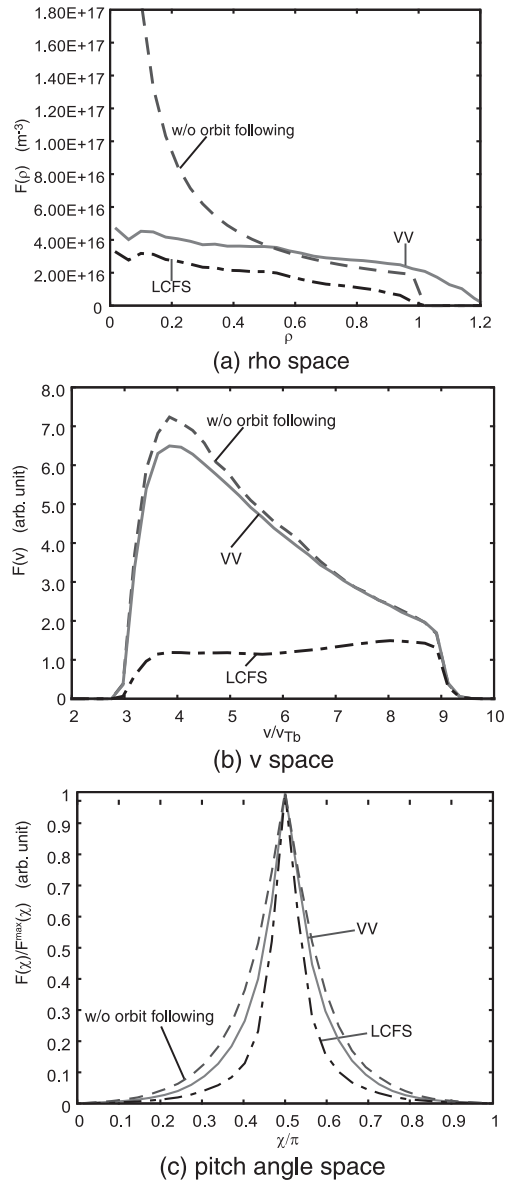 1.80E+17
1.60E+17
1.40E+17
1.20E+17
1.00E+17
8.00E+16
6.00E+16
4.00E+16
2.00E+16
0
F(ρ) (m⁻³)
w/o orbit following
VV
LCFS
0 0.2 0.4 0.6 0.8 1 1.2
ρ
(a) rho space
8.0
7.0
6.0
5.0
4.0
3.0
2.0
1.0
0
F(v) (arb. unit)
w/o orbit following
VV
LCFS
2 3 4 5 6 7 8 9 10
v/v_Tb
(b) v space
1
0.9
0.8
0.7
0.6
0.5
0.4
0.3
0.2
0.1
0
F(χ)/F^max(χ) (arb. unit)
VV
w/o orbit following
LCFS
0 0.1 0.2 0.3 0.4 0.5 0.6 0.7 0.8 0.9 1
χ/π
(c) pitch angle space